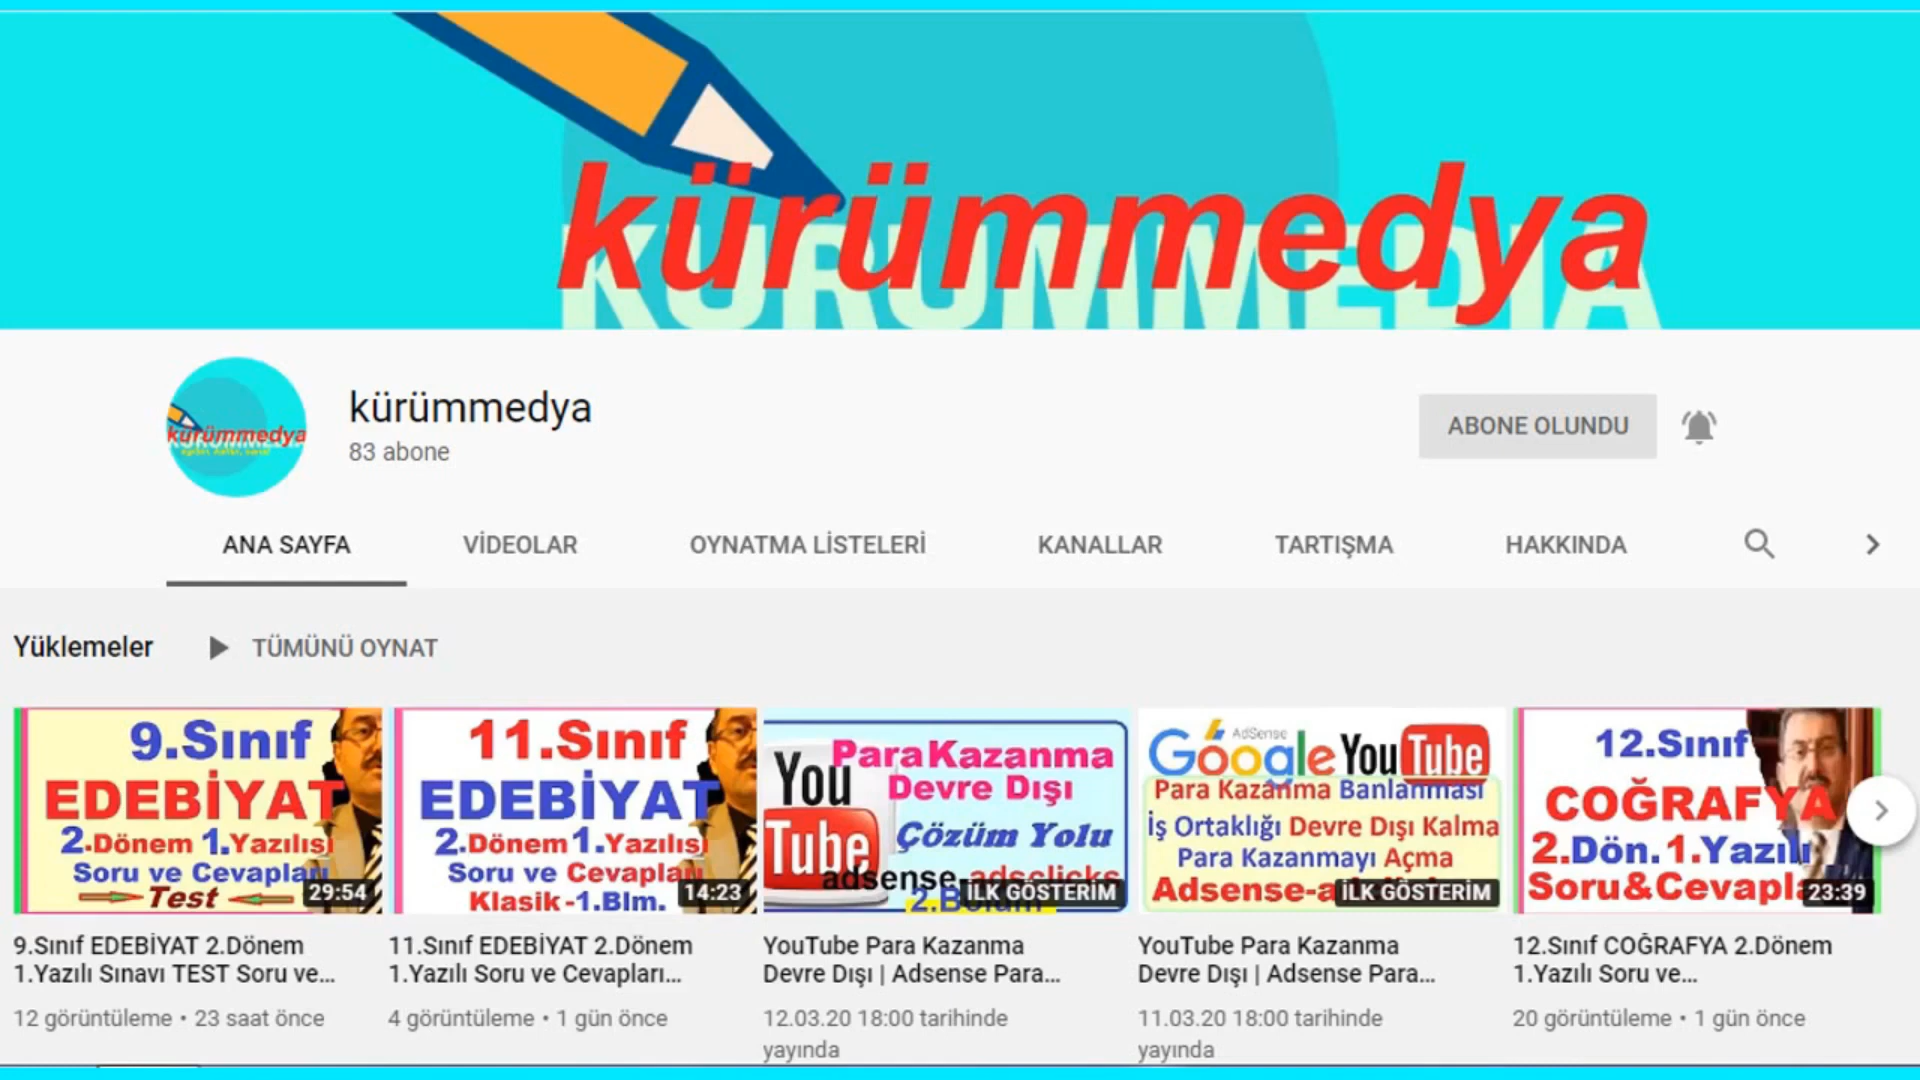 kürümmedya
KÜRÜMMEDIA
kürümmedya
kürümmedya
83 abone
ABONE OLUNDU
ANA SAYFA
VİDEOLAR
OYNATMA LİSTELERİ
KANALLAR
TARTIŞMA
HAKKINDA
Yüklemeler
TÜMÜNÜ OYNAT
9.Sınıf
EDEBİYAT
2.Dönem 1.Yazılısı
Soru ve Cevapları
Test
29:54
11.Sınıf
EDEBİYAT
2.Dönem 1.Yazılısı
Soru ve Cevapları
Klasik-1.Blm.
14:23
You
Tube
Para Kazanma
Devre Dışı
Çözüm Yolu
adsense, adsclicks
2.Bölüm
İLK GÖSTERİM
AdSense
Google YouTube
Para Kazanma Banlanması
İş Ortaklığı Devre Dışı Kalma
Para Kazanmayı Açma
Adsense-a
İLK GÖSTERİM
12.Sınıf
COĞRAFYA
2.Dön.1.Yazılı
Soru&Cevapla
23:39
9.Sınıf EDEBİYAT 2.Dönem
1.Yazılı Sınavı TEST Soru ve...
12 görüntüleme • 23 saat önce
11.Sınıf EDEBİYAT 2.Dönem
1.Yazılı Soru ve Cevapları...
4 görüntüleme • 1 gün önce
YouTube Para Kazanma
Devre Dışı | Adsense Para...
12.03.20 18:00 tarihinde
yayında
YouTube Para Kazanma
Devre Dışı | Adsense Para...
11.03.20 18:00 tarihinde
yayında
12.Sınıf COĞRAFYA 2.Dönem
1.Yazılı Soru ve...
20 görüntüleme • 1 gün önce